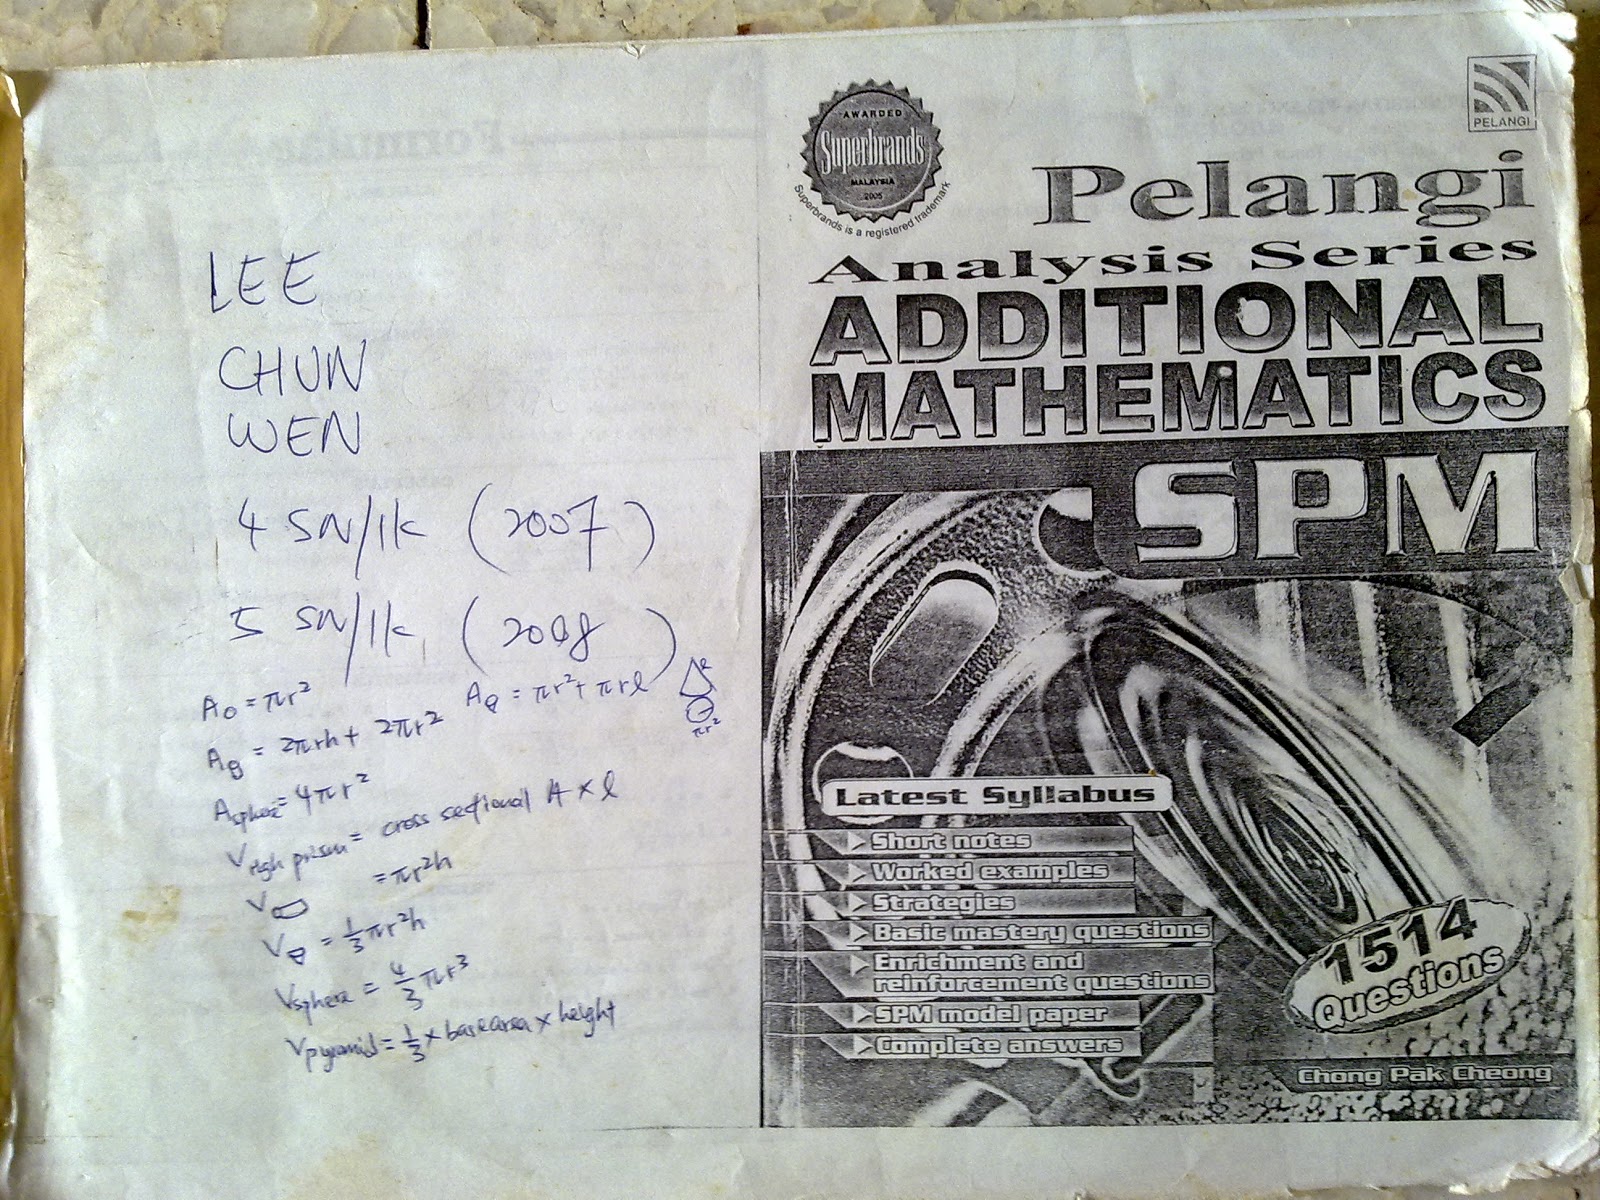 LEE
CHUN
WEN
4 SN/1K (2007)
5 SN/1K (2008)
A○ = πr²
A = πr² + πrl
πr²
A = 2πrh + 2πr²
Asphere = 4πr²
Vrigh prism = cross sectional A × l
V = πr²h
V = 1/3 πr²h
Vsphere = 4/3 πr³
Vpyramid = 1/3 × base area × height
AWARDED
Superbrands
MALAYSIA
2005
Superbrands is a registered trademark
PELANGI
Pelangi
Analysis Series
ADDITIONAL
MATHEMATICS
SPM
Latest Syllabus
Short notes
Worked examples
Strategies
Basic mastery questions
Enrichment and
reinforcement questions
SPM model paper
Complete answers
1514
Questions
Chong Pak Cheong